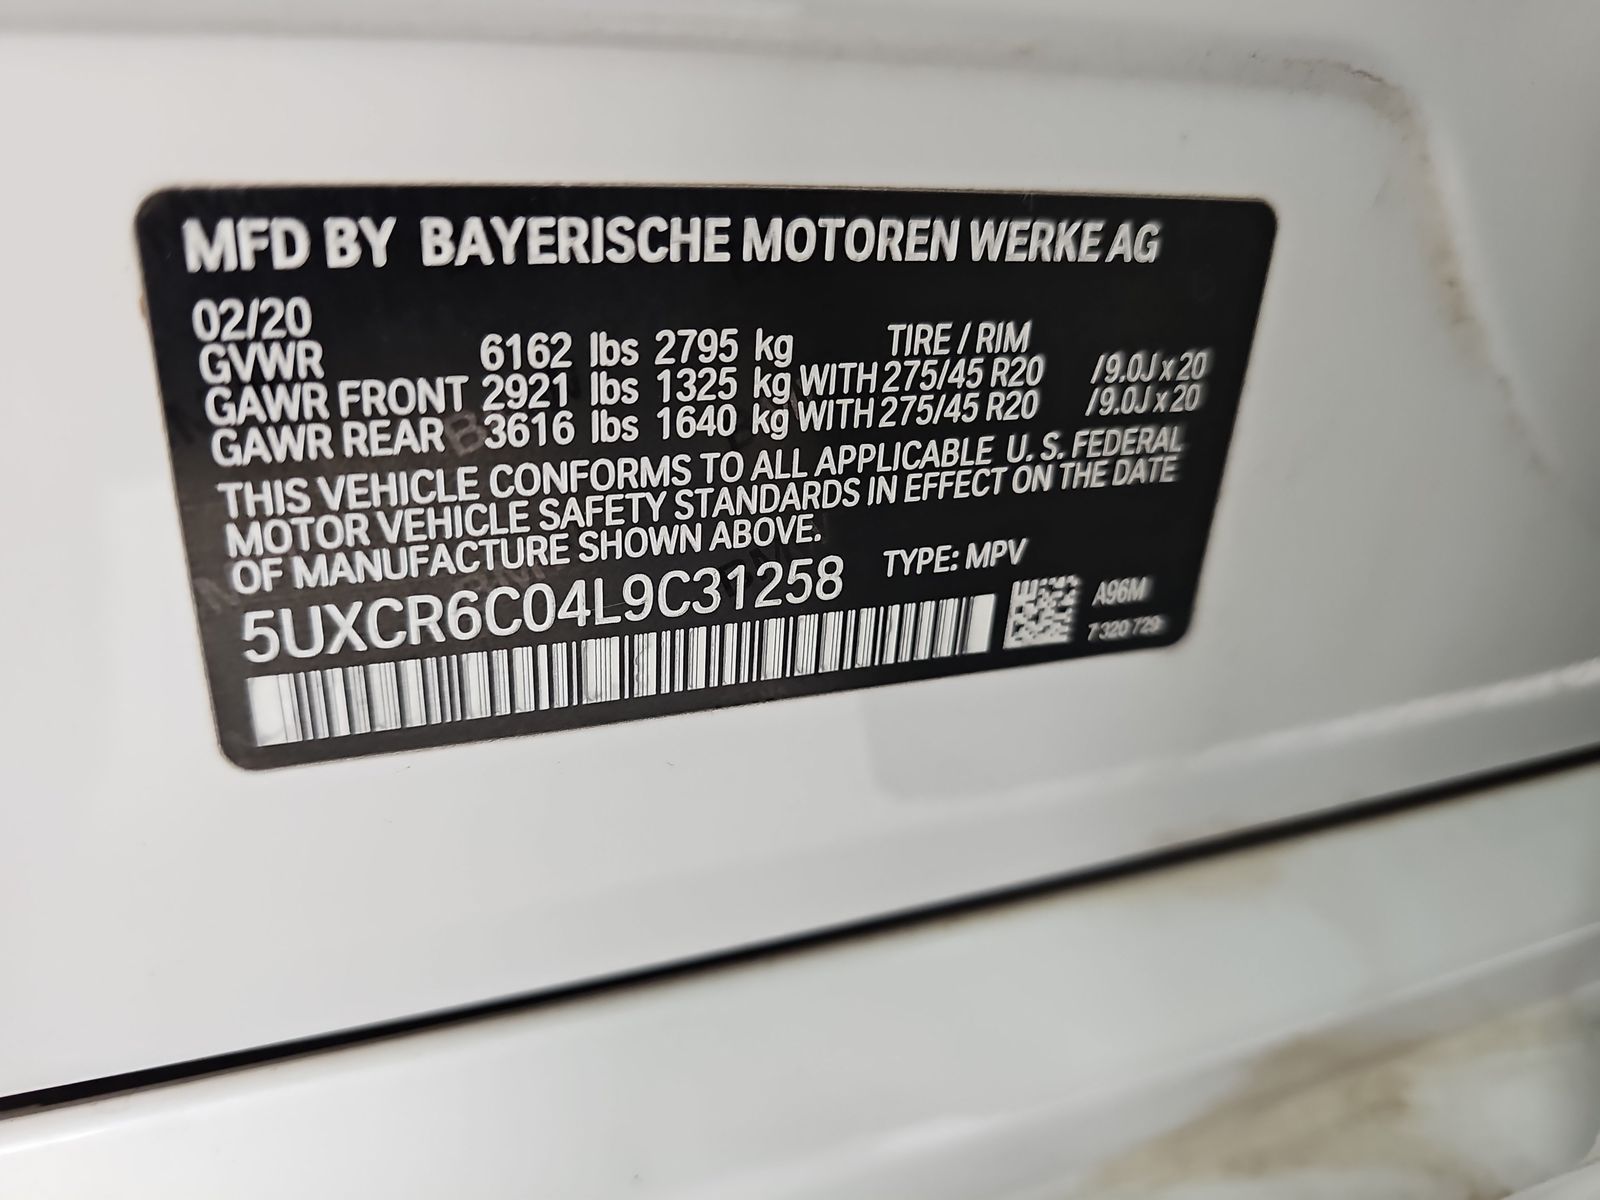 MFD BY BAYERISCHE MOTOREN WERKE AG
02/20
GVWR 6162 lbs 2795 kg TIRE / RIM
GAWR FRONT 2921 lbs 1325 kg WITH 275/45 R20 /9.0J x 20
GAWR REAR 3616 lbs 1640 kg WITH 275/45 R20 /9.0J x 20
THIS VEHICLE CONFORMS TO ALL APPLICABLE U. S. FEDERAL
MOTOR VEHICLE SAFETY STANDARDS IN EFFECT ON THE DATE
OF MANUFACTURE SHOWN ABOVE.
5UXCR6C04L9C31258 TYPE: MPV
A96M
7 320 729